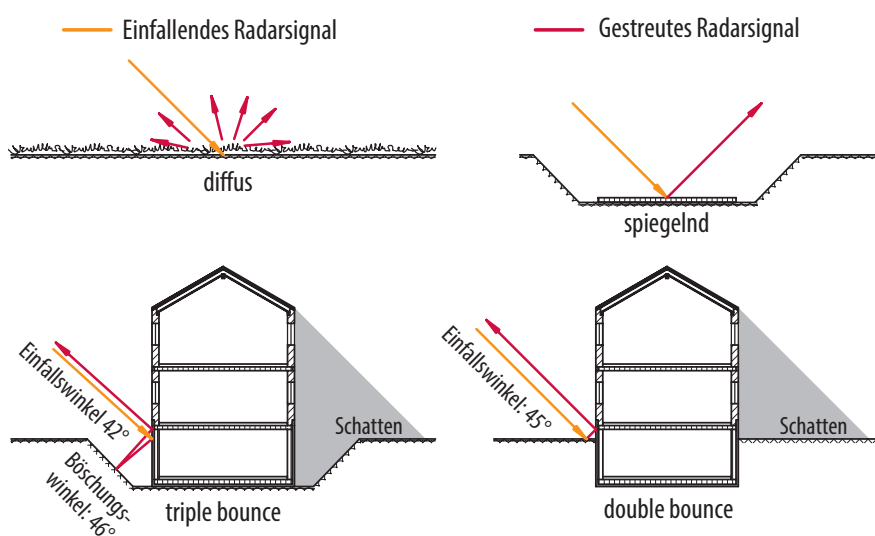 Einfallendes Radarsignal
Gestreutes Radarsignal
diffus
spiegelnd
Einfallswinkel 42°
Schatten
Böschungs-
winkel: 46°
triple bounce
Einfallswinkel: 45°
Schatten
double bounce